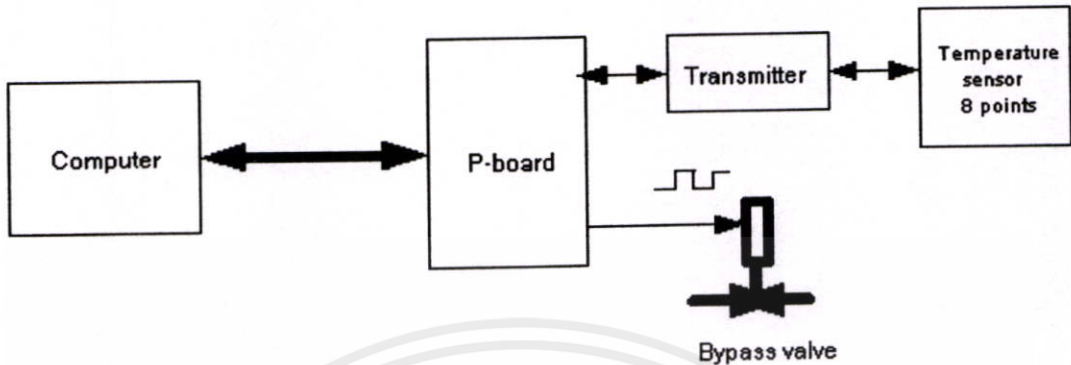 Computer
P-board
Transmitter
Temperature
sensor
8 points
Bypass valve